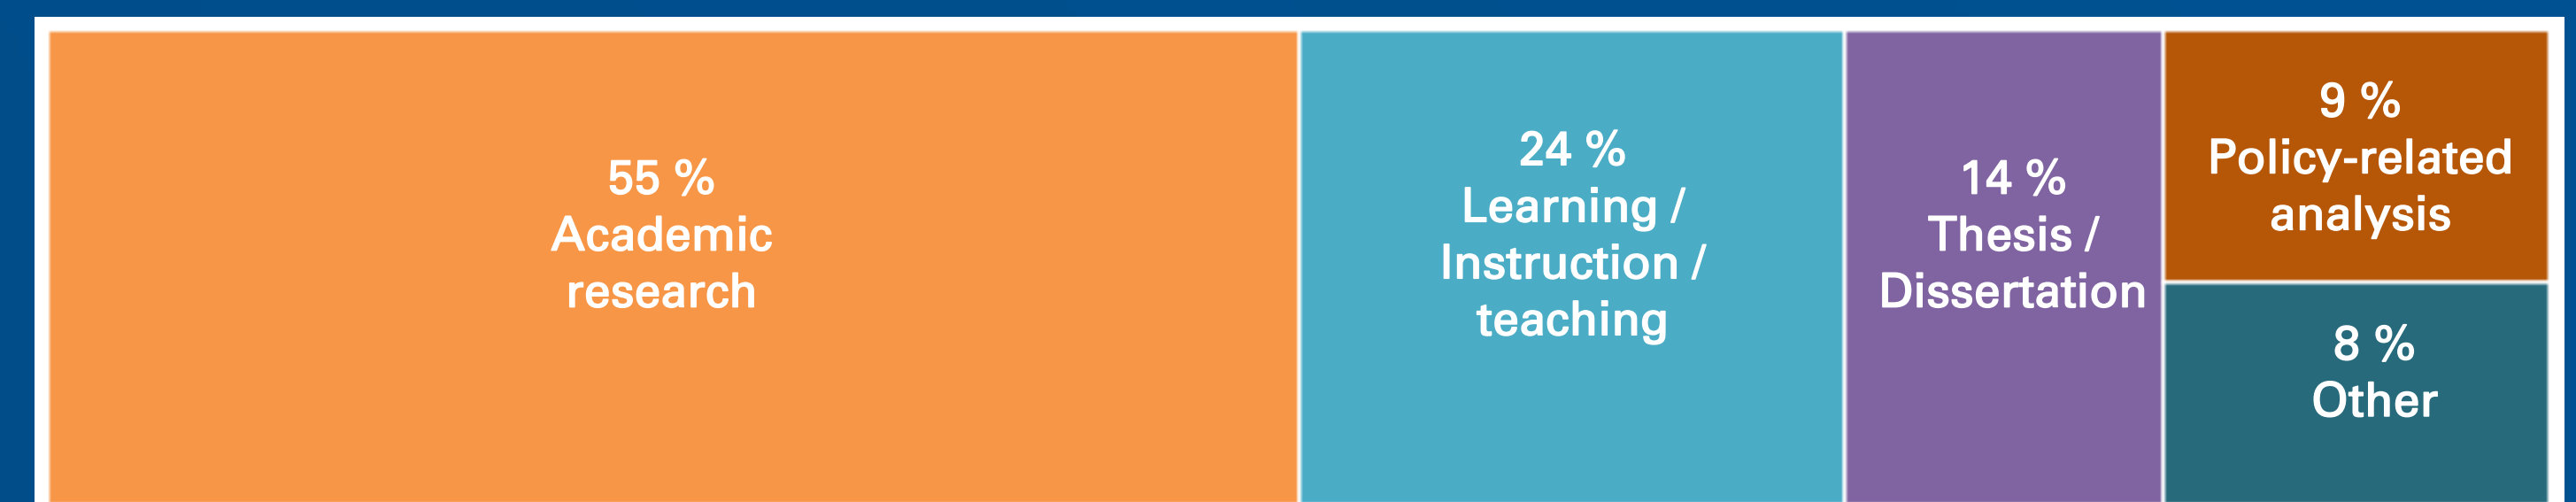 55 %
Academic
research
24 %
Learning /
Instruction /
teaching
14 %
Thesis /
Dissertation
9 %
Policy-related
analysis
8 %
Other